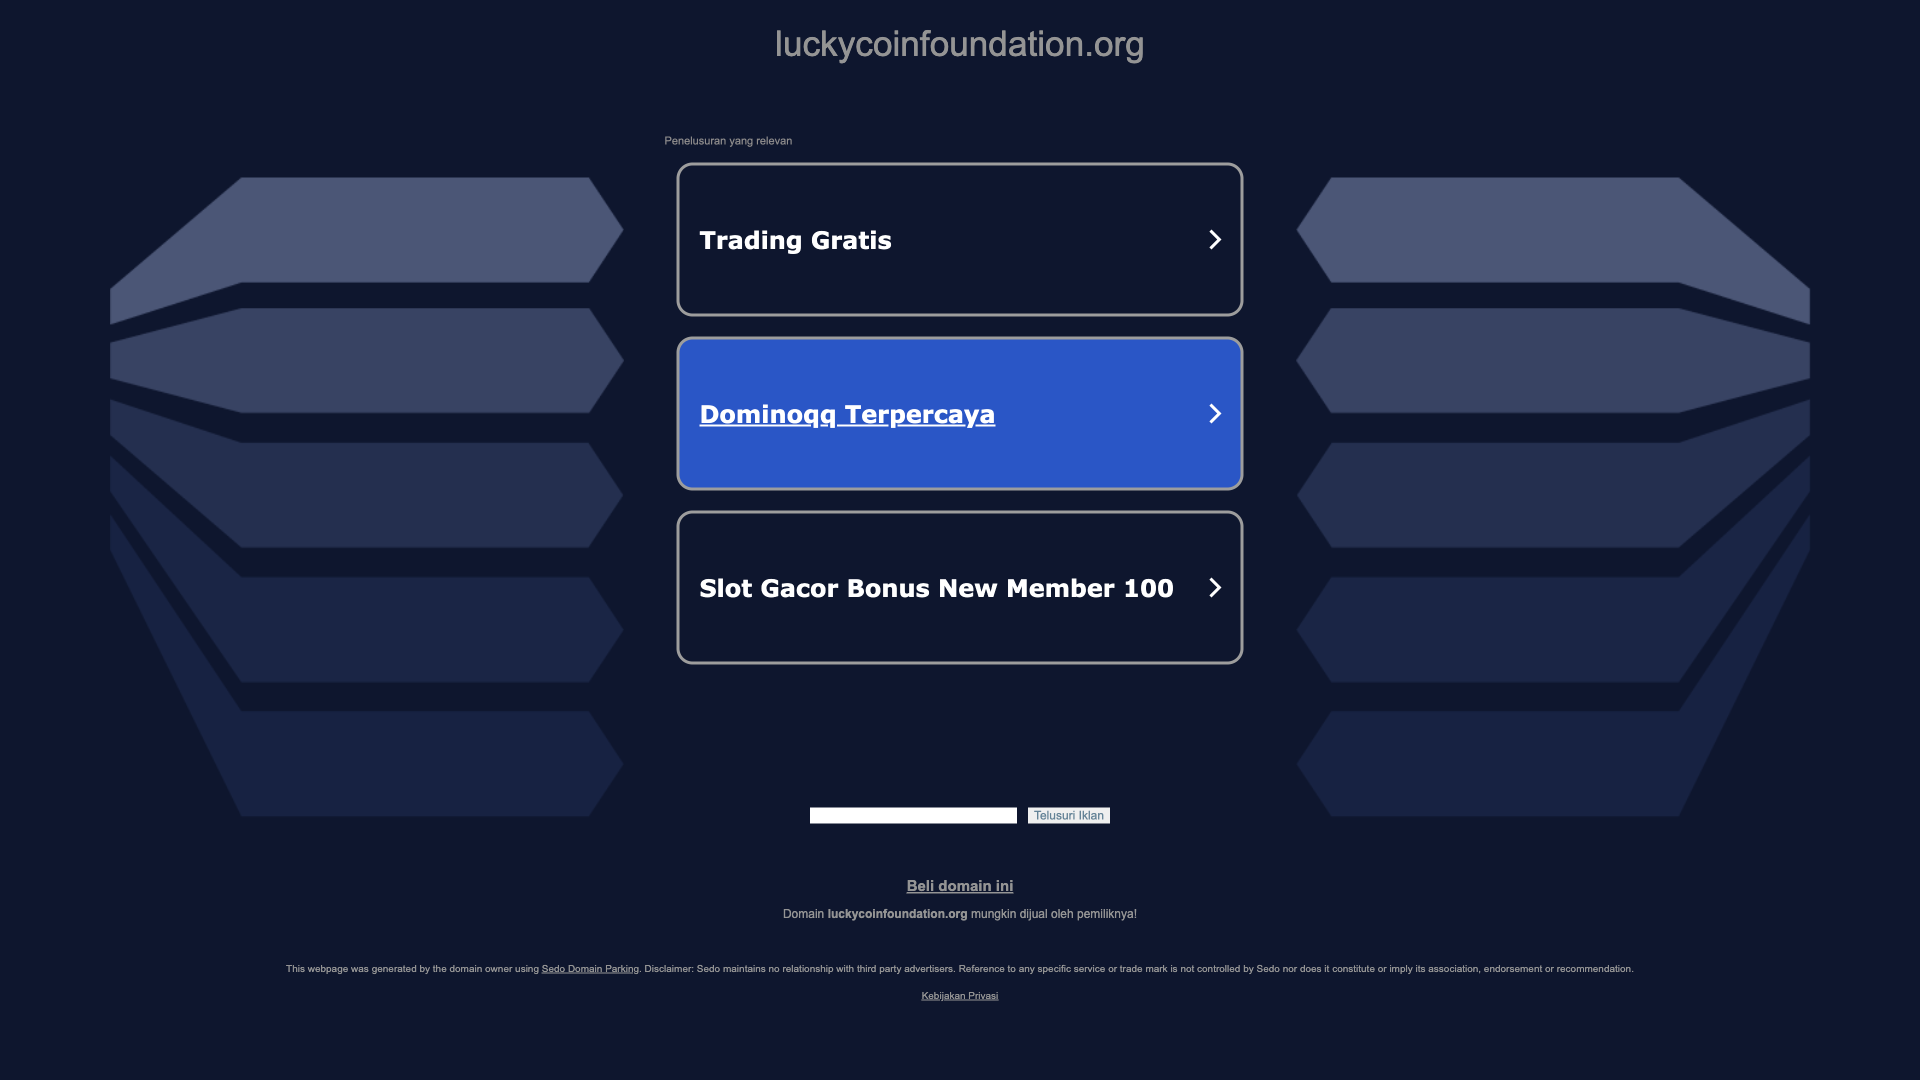 luckycoinfoundation.org
Penelusuran yang relevan
Trading Gratis
Dominoqq Terpercaya
Slot Gacor Bonus New Member 100
Telusuri Iklan
Beli domain ini
Domain luckycoinfoundation.org mungkin dijual oleh pemiliknya!
This webpage was generated by the domain owner using Sedo Domain Parking. Disclaimer: Sedo maintains no relationship with third party advertisers. Reference to any specific service or trade mark is not controlled by Sedo nor does it constitute or imply its association, endorsement or recommendation.
Kebijakan Privasi